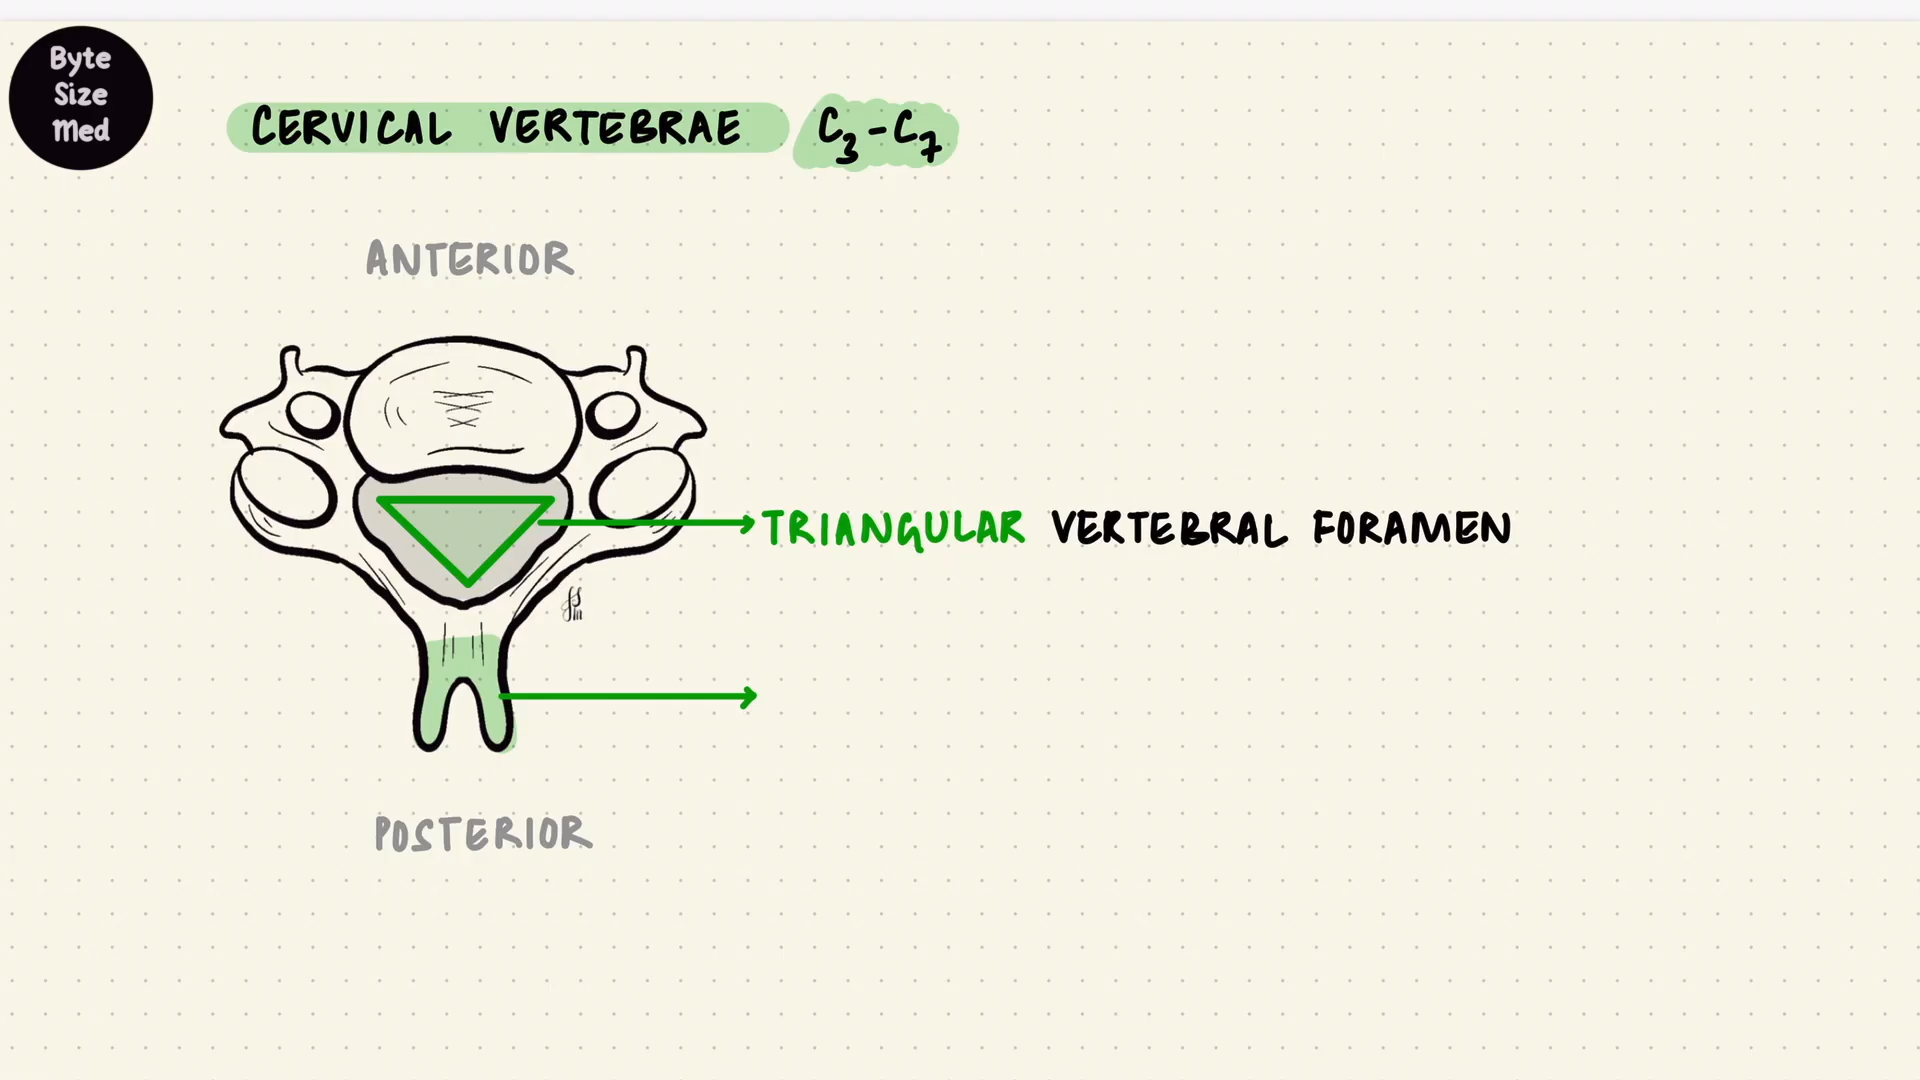 Byte
Size
Med
CERVICAL VERTEBRAE C3-C7
ANTERIOR
TRIANGULAR VERTEBRAL FORAMEN
POSTERIOR